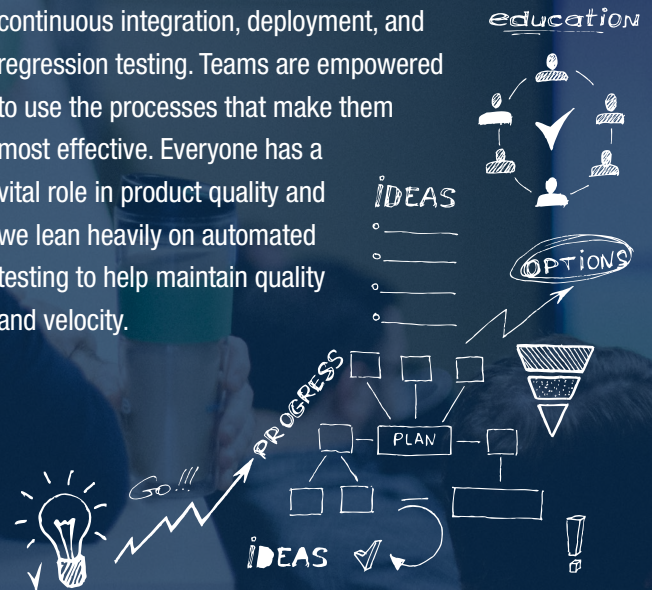 continuous integration, deployment, and
regression testing. Teams are empowered
to use the processes that make them
most effective. Everyone has a
vital role in product quality and
we lean heavily on automated
testing to help maintain quality
and velocity.
education
iDEAS
OPTiONS
PROGRESS
PLAN
Go!!!
iDEAS
!